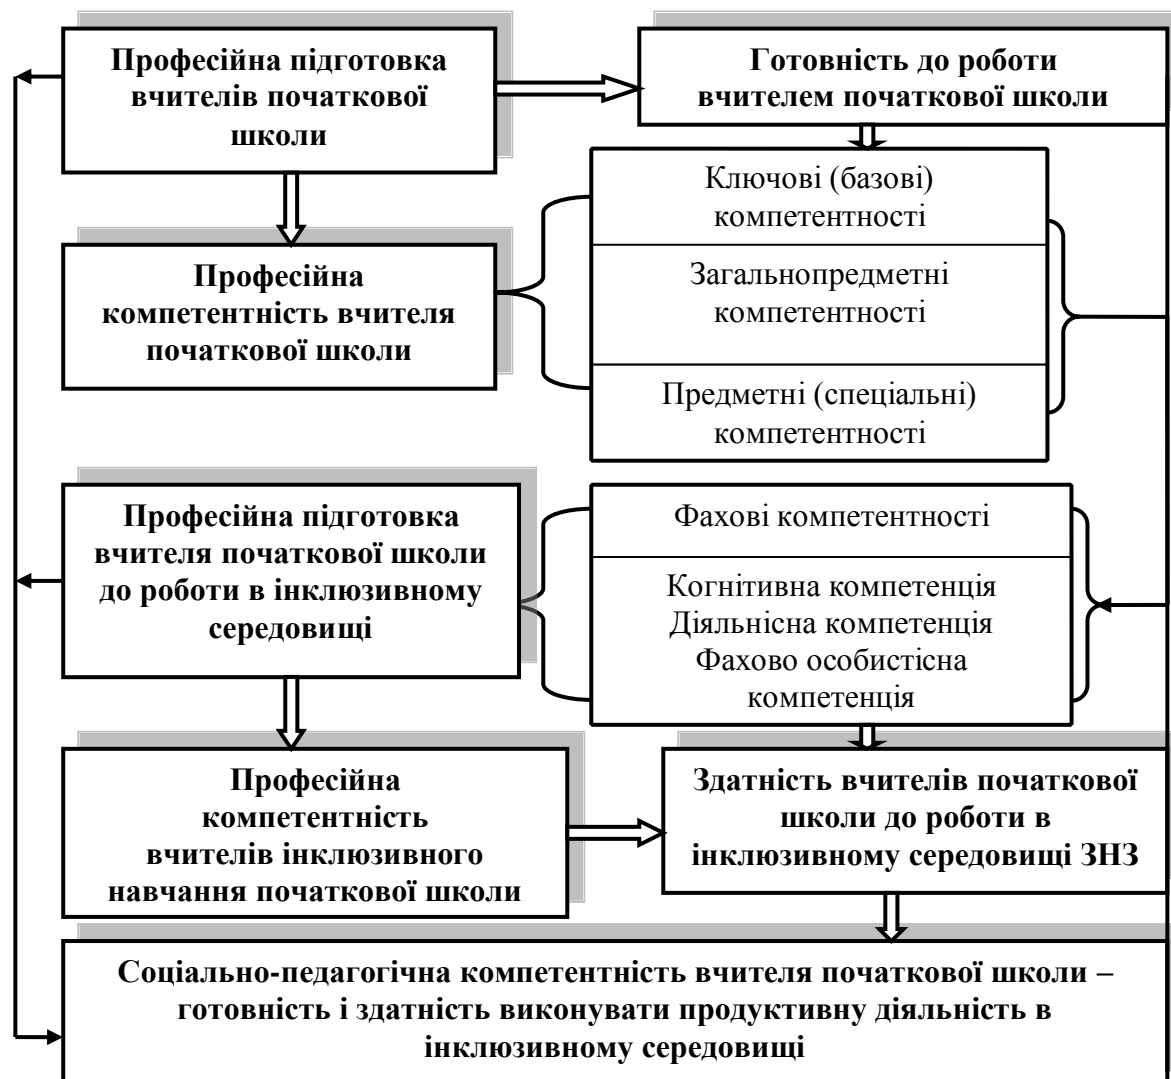 Професійна підготовка
вчителів початкової
школи
Готовність до роботи
вчителем початкової школи
Ключові (базові)
компетентності
Професійна
компетентність вчителя
початкової школи
Загальнопредметні
компетентності
Предметні (спеціальні)
компетентності
Професійна підготовка
вчителя початкової школи
до роботи в інклюзивному
середовищі
Фахові компетентності
Когнітивна компетенція
Діяльнісна компетенція
Фахово особистісна
компетенція
Професійна
компетентність
вчителів інклюзивного
навчання початкової школи
Здатність вчителів початкової
школи до роботи в
інклюзивному середовищі ЗНЗ
Соціально-педагогічна компетентність вчителя початкової школи –
готовність і здатність виконувати продуктивну діяльність в
інклюзивному середовищі